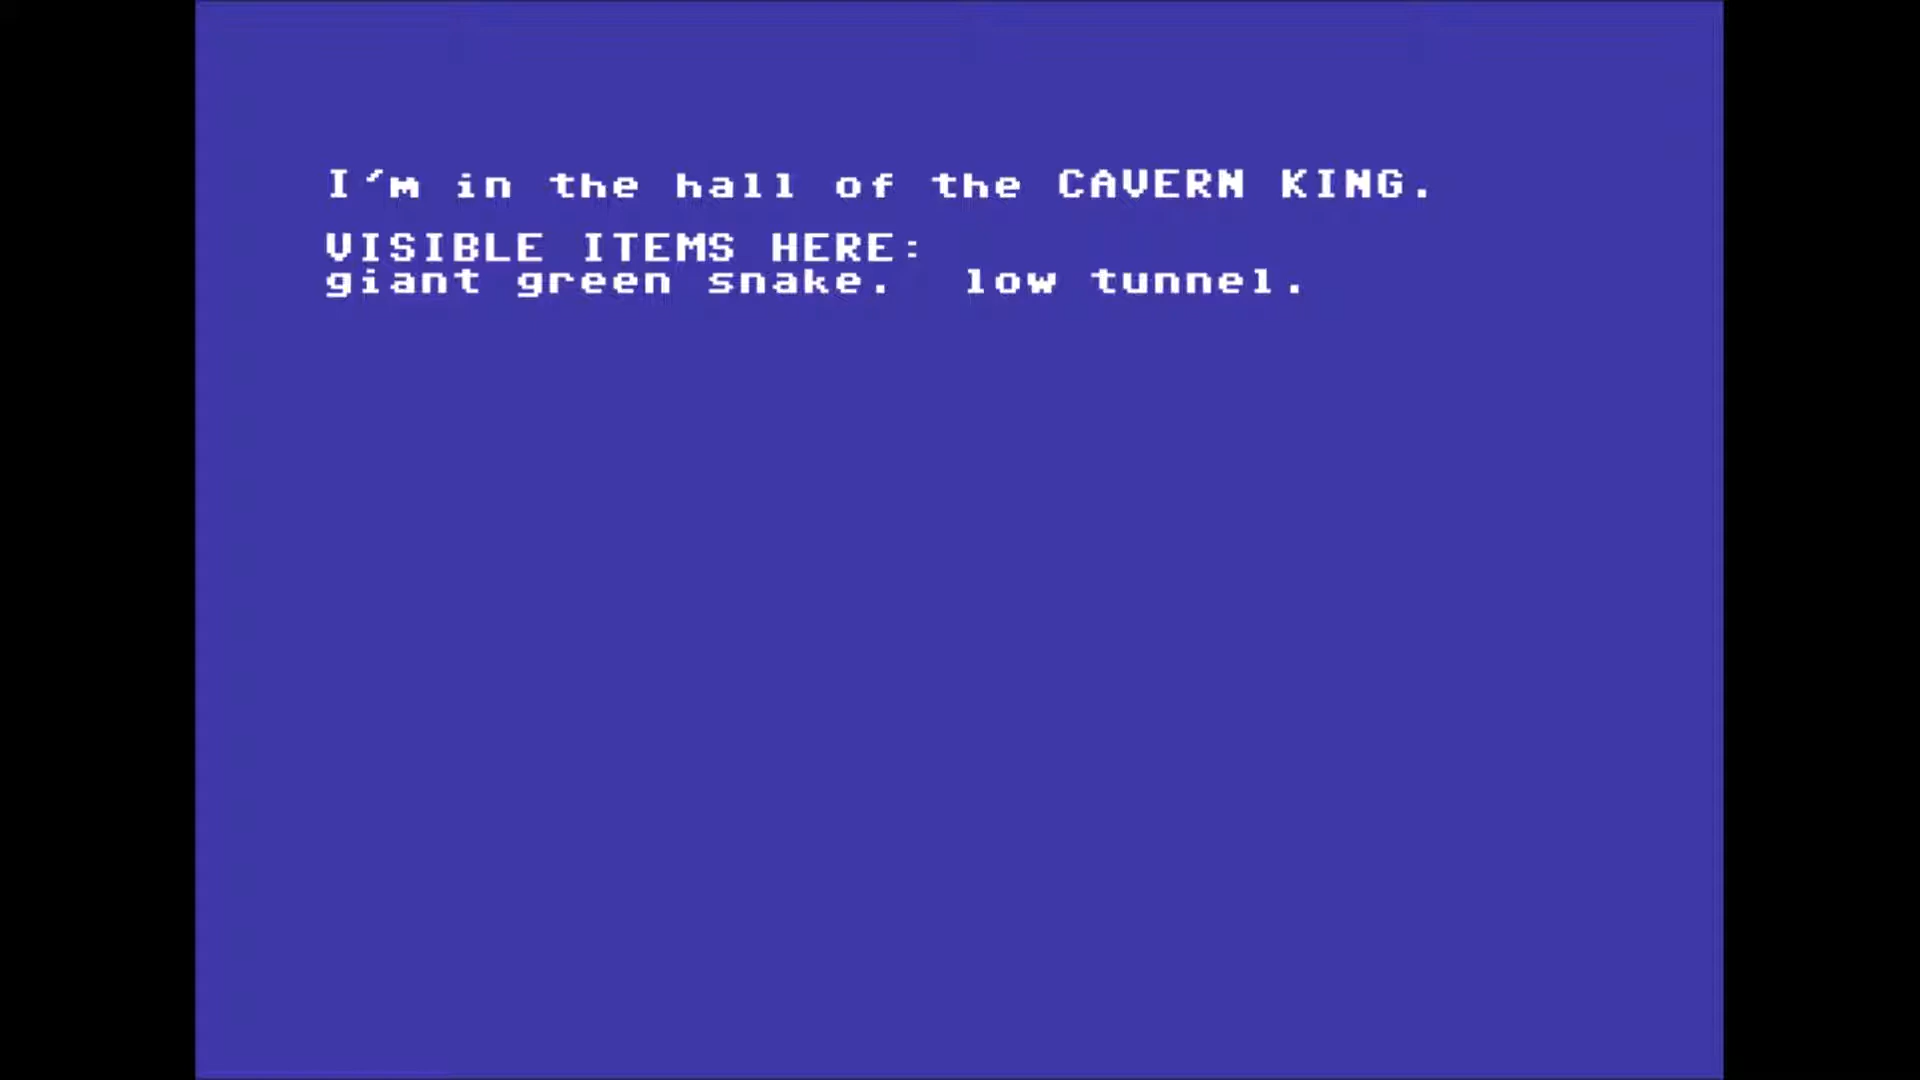 I'm in the hall of the CAVERN KING.
VISIBLE ITEMS HERE:
giant green snake.  low tunnel.